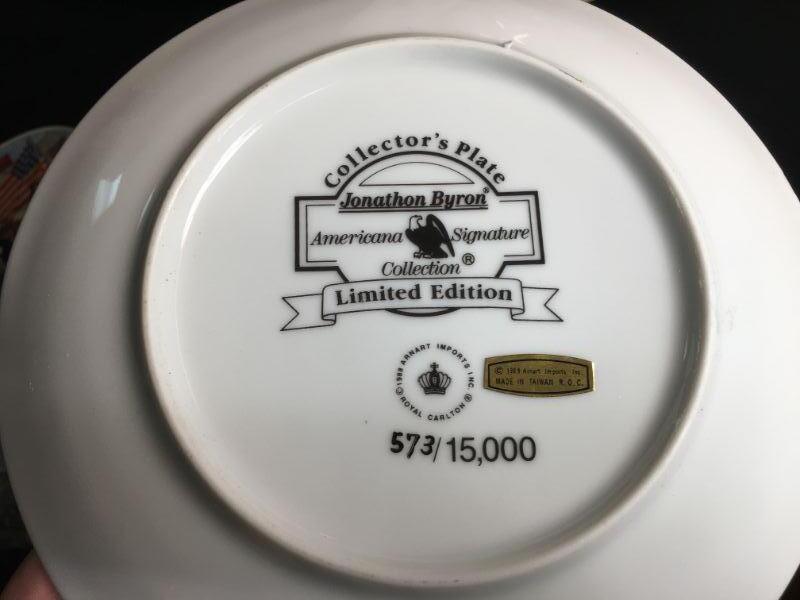 Collector's Plate
Jonathon Byron®
Americana Signature
Collection ®
Limited Edition
© 1989 ARNART IMPORTS INC.
ROYAL CARLTON ®
© 1989 Arnart Imports, Inc.
MADE IN TAIWAN R.O.C.
573/15,000